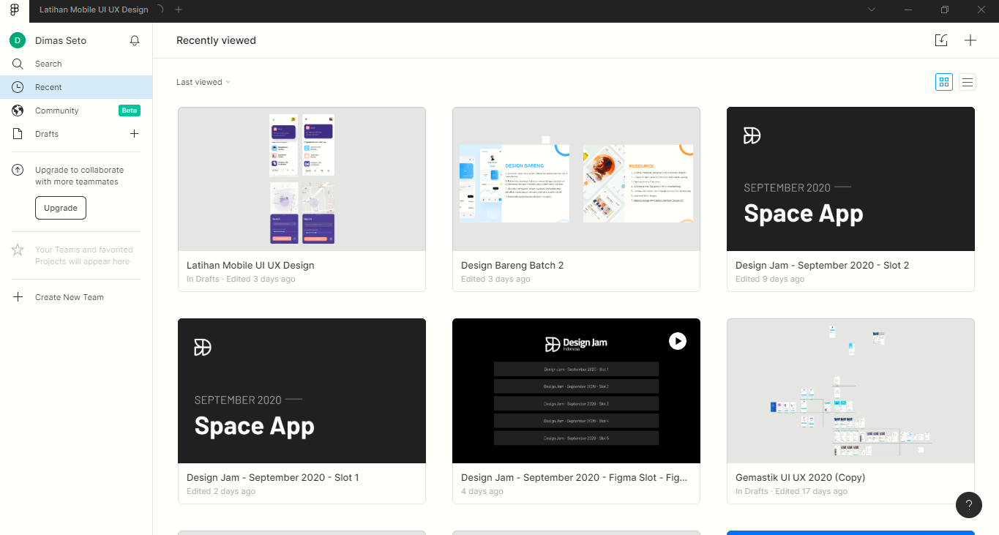 Latihan Mobile UI UX Design
D Dimas Seto
Search
Recent
Community Beta
Drafts
Upgrade to collaborate
with more teammates
Upgrade
Your Teams and favorited
Projects will appear here
Create New Team
Recently viewed
Last viewed
Latihan Mobile UI UX Design
In Drafts · Edited 3 days ago
DESIGN BARENG
RESOURCE
Design Bareng Batch 2
Edited 3 days ago
SEPTEMBER 2020
Space App
Design Jam - September 2020 - Slot 2
Edited 9 days ago
SEPTEMBER 2020
Space App
Design Jam - September 2020 - Slot 1
Edited 2 days ago
Design Jam
Indonesia
Design Jam - September 2020 - Slot 1
Design Jam - September 2020 - Slot 2
Design Jam - September 2020 - Slot 3
Design Jam - September 2020 - Slot 4
Design Jam - September 2020 - Slot 5
Design Jam - September 2020 - Figma Slot - Fig...
4 days ago
Gemastik UI UX 2020 (Copy)
In Drafts · Edited 17 days ago
?